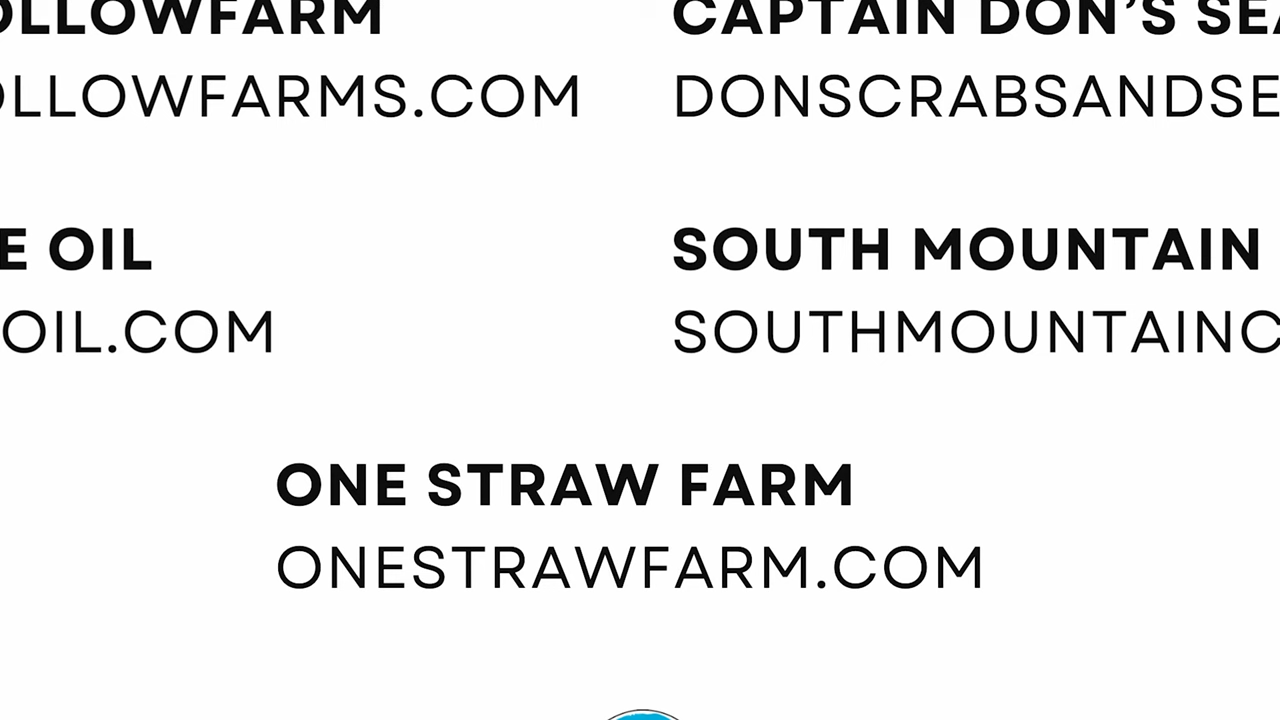 OLLOWFARM
OLLOWFARMS.COM
CAPTAIN DON'S SEA
DONSCRABSANDSE
E OIL
OIL.COM
SOUTH MOUNTAIN
SOUTHMOUNTAINC
ONE STRAW FARM
ONESTRAWFARM.COM